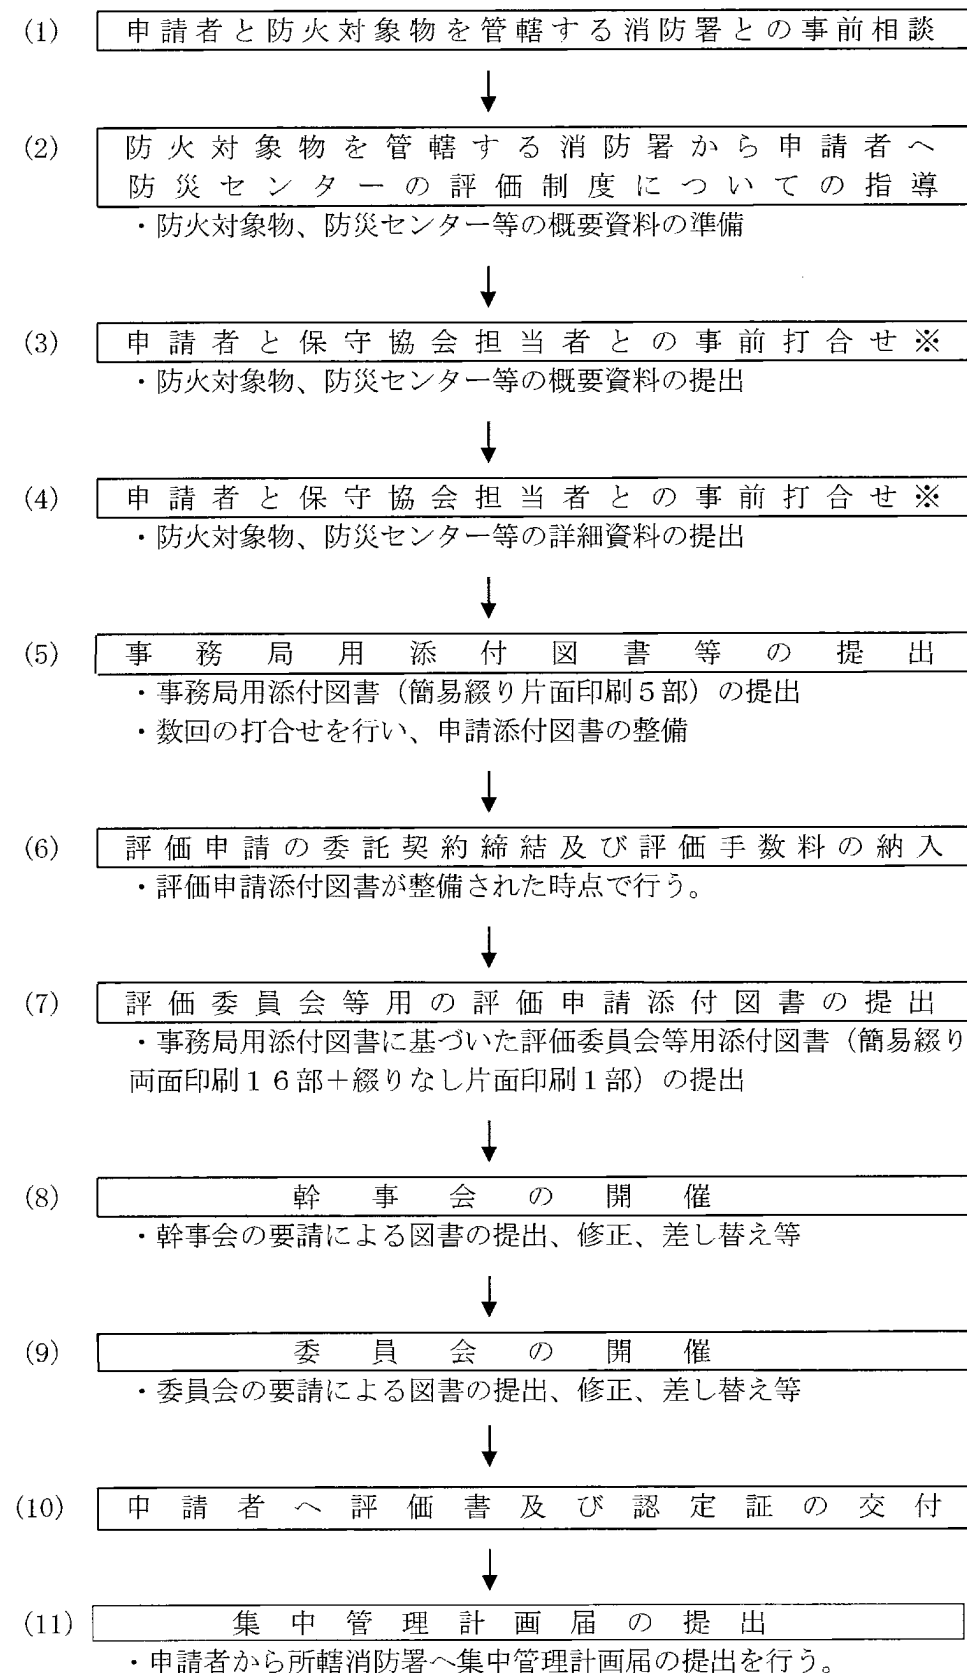 (1) 申請者と防火対象物を管轄する消防署との事前相談
(2) 防火対象物を管轄する消防署から申請者へ
防災センターの評価制度についての指導
・防火対象物、防災センター等の概要資料の準備
(3) 申請者と保守協会担当者との事前打合せ※
・防火対象物、防災センター等の概要資料の提出
(4) 申請者と保守協会担当者との事前打合せ※
・防火対象物、防災センター等の詳細資料の提出
(5) 事務局用添付図書等の提出
・事務局用添付図書（簡易綴り片面印刷５部）の提出
・数回の打合せを行い、申請添付図書の整備
(6) 評価申請の委託契約締結及び評価手数料の納入
・評価申請添付図書が整備された時点で行う。
(7) 評価委員会等用の評価申請添付図書の提出
・事務局用添付図書に基づいた評価委員会等用添付図書（簡易綴り
両面印刷１６部＋綴りなし片面印刷１部）の提出
(8) 幹事会の開催
・幹事会の要請による図書の提出、修正、差し替え等
(9) 委員会の開催
・委員会の要請による図書の提出、修正、差し替え等
(10) 申請者へ評価書及び認定証の交付
(11) 集中管理計画届の提出
・申請者から所轄消防署へ集中管理計画届の提出を行う。